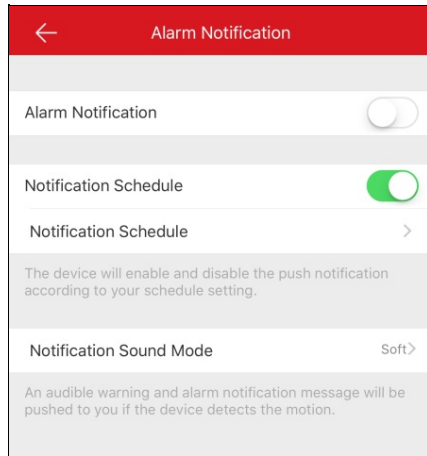 Alarm Notification
Alarm Notification
Notification Schedule
Notification Schedule
The device will enable and disable the push notification
according to your schedule setting.
Notification Sound Mode Soft
An audible warning and alarm notification message will be
pushed to you if the device detects the motion.